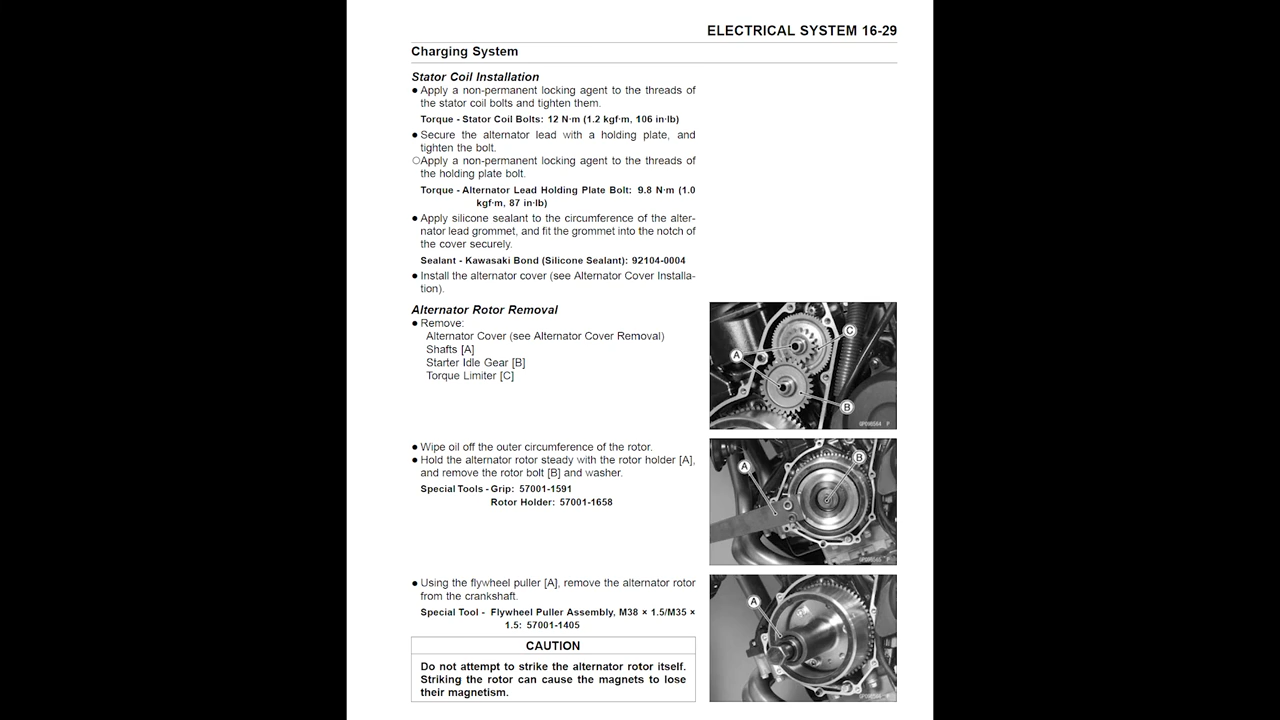 ELECTRICAL SYSTEM 16-29
Charging System
Stator Coil Installation
● Apply a non-permanent locking agent to the threads of
the stator coil bolts and tighten them.
Torque - Stator Coil Bolts: 12 N·m (1.2 kgf·m, 106 in·lb)
● Secure the alternator lead with a holding plate, and
tighten the bolt.
○Apply a non-permanent locking agent to the threads of
the holding plate bolt.
Torque - Alternator Lead Holding Plate Bolt: 9.8 N·m (1.0
kgf·m, 87 in·lb)
● Apply silicone sealant to the circumference of the alter-
nator lead grommet, and fit the grommet into the notch of
the cover securely.
Sealant - Kawasaki Bond (Silicone Sealant): 92104-0004
● Install the alternator cover (see Alternator Cover Installa-
tion).
Alternator Rotor Removal
● Remove:
Alternator Cover (see Alternator Cover Removal)
Shafts [A]
Starter Idle Gear [B]
Torque Limiter [C]
C
A
B
GP098564 P
● Wipe oil off the outer circumference of the rotor.
● Hold the alternator rotor steady with the rotor holder [A],
and remove the rotor bolt [B] and washer.
Special Tools - Grip: 57001-1591
Rotor Holder: 57001-1658
A
B
● Using the flywheel puller [A], remove the alternator rotor
from the crankshaft.
Special Tool - Flywheel Puller Assembly, M38 × 1.5/M35 ×
1.5: 57001-1405
A
CAUTION
Do not attempt to strike the alternator rotor itself.
Striking the rotor can cause the magnets to lose
their magnetism.